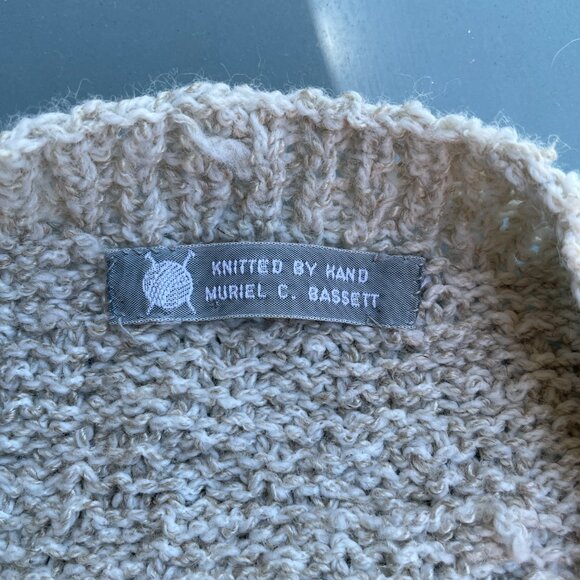 KNITTED BY HAND
MURIEL C. BASSETT